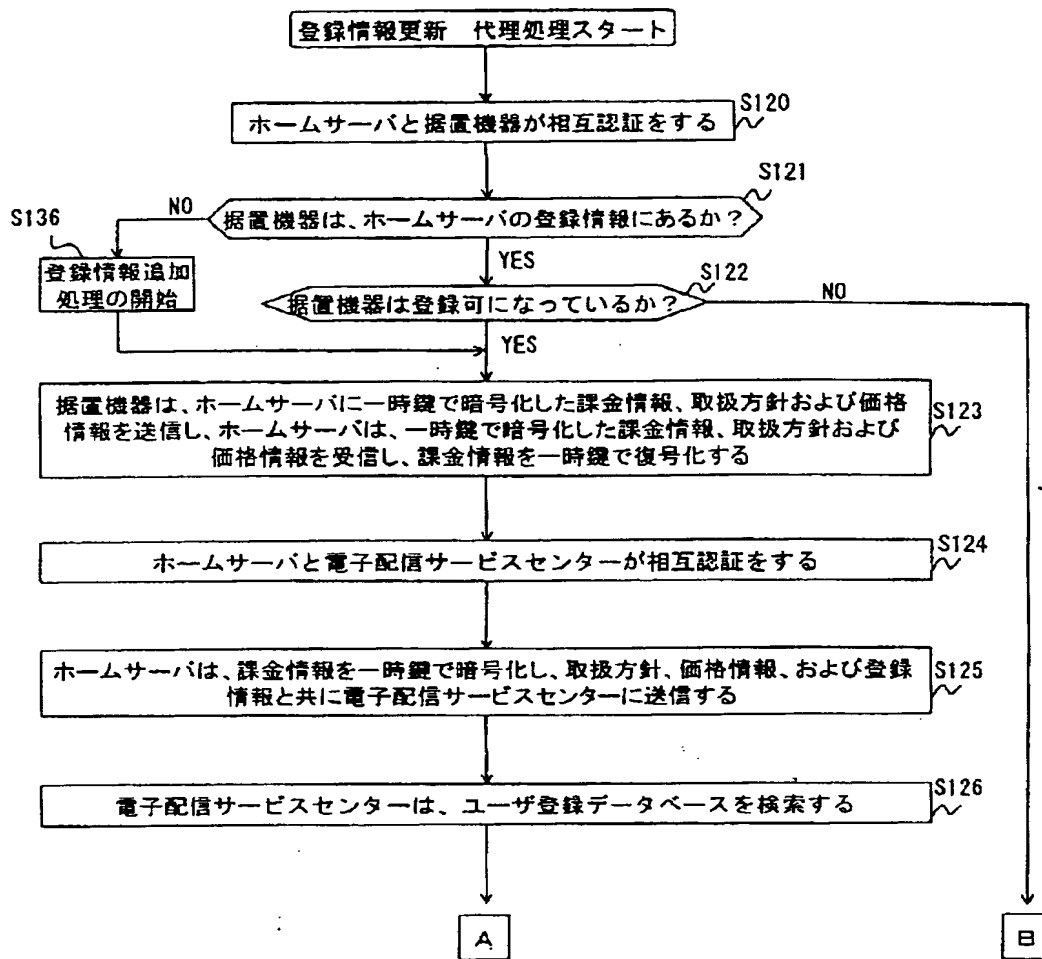 登録情報更新　代理処理スタート
S120
ホームサーバと据置機器が相互認証をする
S121
据置機器は、ホームサーバの登録情報にあるか？
NO
S136
登録情報追加
処理の開始
YES
S122
据置機器は登録可になっているか？
NO
YES
S123
据置機器は、ホームサーバに一時鍵で暗号化した課金情報、取扱方針および価格
情報を送信し、ホームサーバは、一時鍵で暗号化した課金情報、取扱方針および
価格情報を受信し、課金情報を一時鍵で復号化する
S124
ホームサーバと電子配信サービスセンターが相互認証をする
S125
ホームサーバは、課金情報を一時鍵で暗号化し、取扱方針、価格情報、および登録
情報と共に電子配信サービスセンターに送信する
S126
電子配信サービスセンターは、ユーザ登録データベースを検索する
A
B